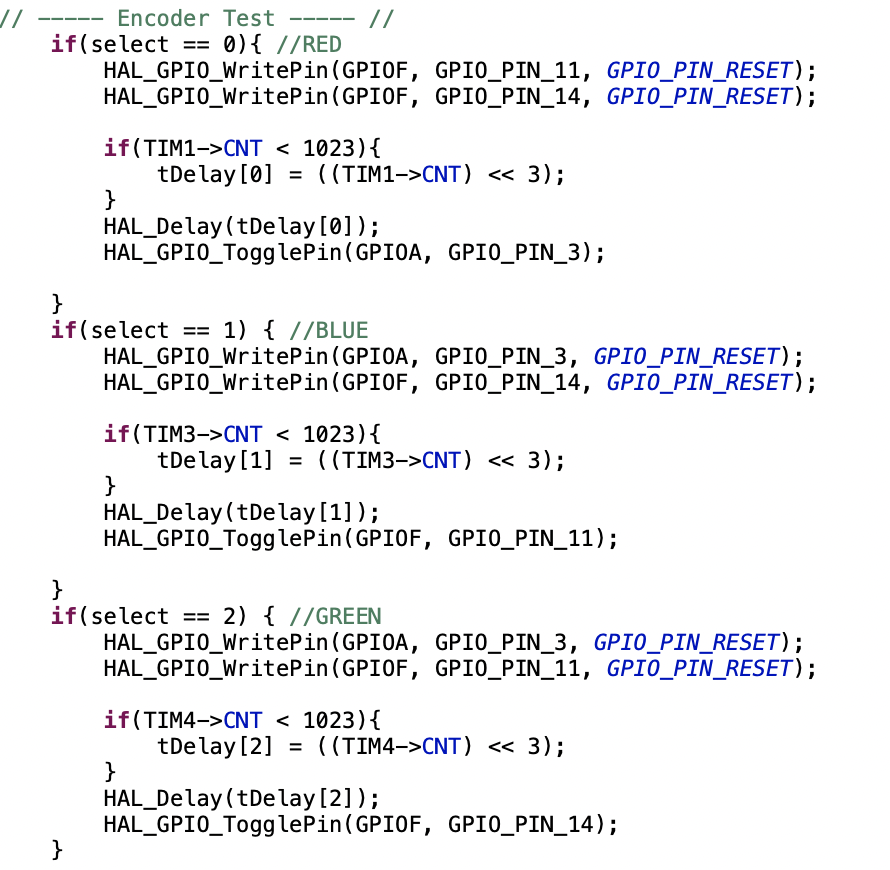 // ----- Encoder Test ----- //
if(select == 0){ //RED
HAL_GPIO_WritePin(GPIOF, GPIO_PIN_11, GPIO_PIN_RESET);
HAL_GPIO_WritePin(GPIOF, GPIO_PIN_14, GPIO_PIN_RESET);
if(TIM1->CNT < 1023){
tDelay[0] = ((TIM1->CNT) << 3);
}
HAL_Delay(tDelay[0]);
HAL_GPIO_TogglePin(GPIOA, GPIO_PIN_3);
}
if(select == 1) { //BLUE
HAL_GPIO_WritePin(GPIOA, GPIO_PIN_3, GPIO_PIN_RESET);
HAL_GPIO_WritePin(GPIOF, GPIO_PIN_14, GPIO_PIN_RESET);
if(TIM3->CNT < 1023){
tDelay[1] = ((TIM3->CNT) << 3);
}
HAL_Delay(tDelay[1]);
HAL_GPIO_TogglePin(GPIOF, GPIO_PIN_11);
}
if(select == 2) { //GREEN
HAL_GPIO_WritePin(GPIOA, GPIO_PIN_3, GPIO_PIN_RESET);
HAL_GPIO_WritePin(GPIOF, GPIO_PIN_11, GPIO_PIN_RESET);
if(TIM4->CNT < 1023){
tDelay[2] = ((TIM4->CNT) << 3);
}
HAL_Delay(tDelay[2]);
HAL_GPIO_TogglePin(GPIOF, GPIO_PIN_14);
}